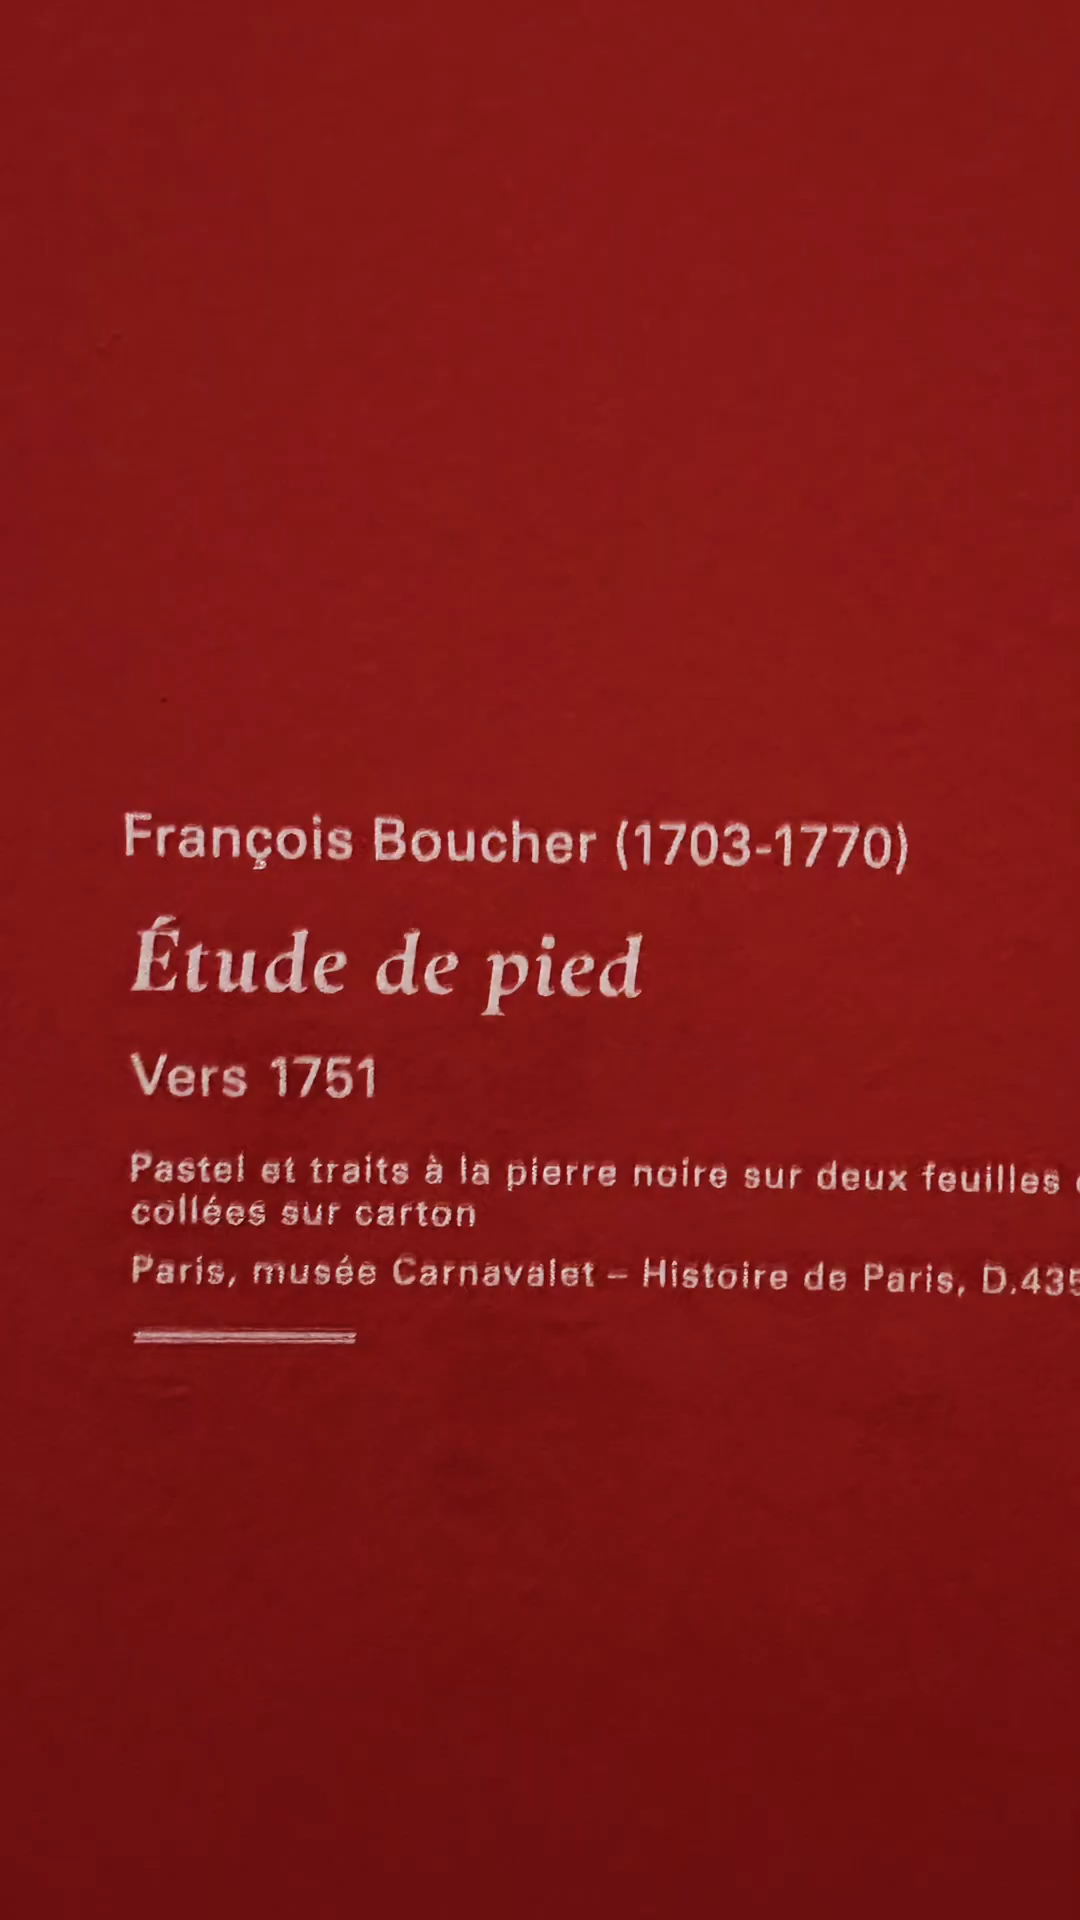 François Boucher (1703-1770)
Étude de pied
Vers 1751
Pastel et traits à la pierre noire sur deux feuilles
collées sur carton
Paris, musée Carnavalet – Histoire de Paris, D.435